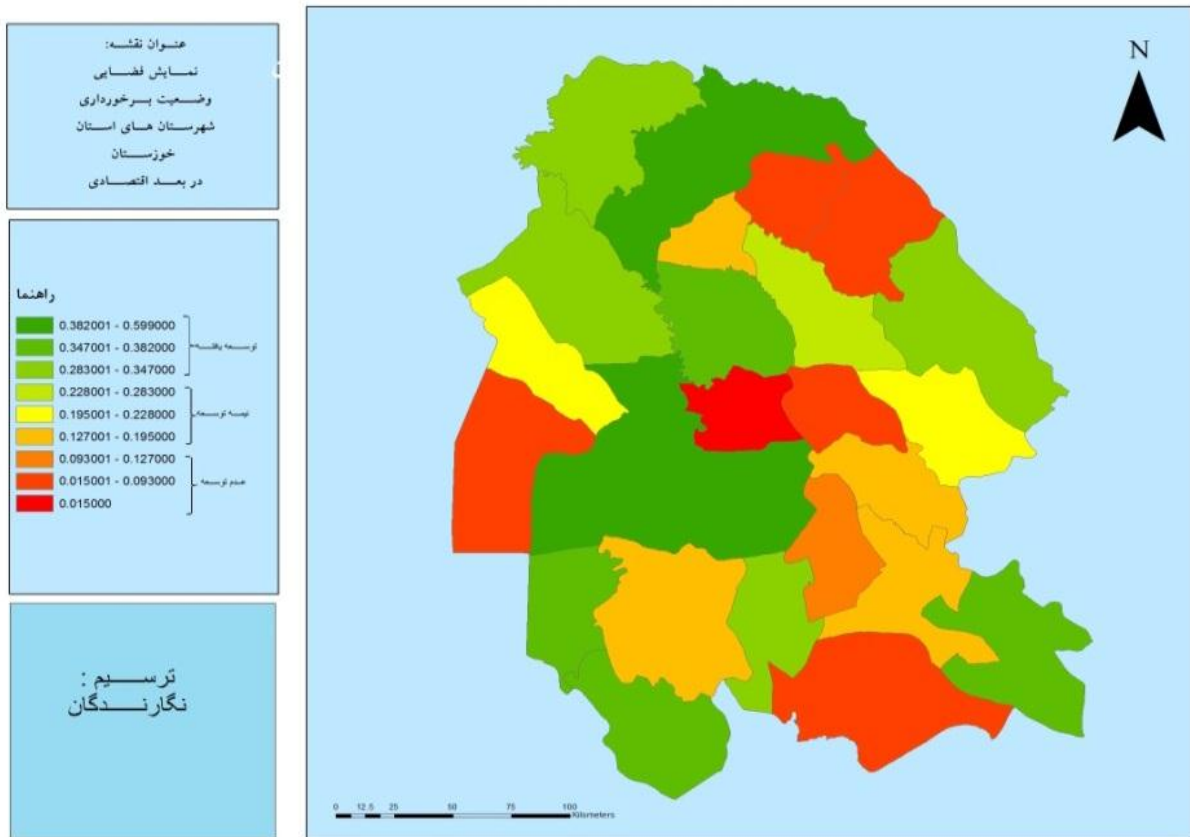 عنوان نقشه:
نمایش فضایی
وضعیت برخورداری
شهرستان های استان
خوزستان
در بعد اقتصادی
N
راهنما
0.382001 - 0.599000
0.347001 - 0.382000
توسعه یافته
0.283001 - 0.347000
0.228001 - 0.283000
0.195001 - 0.228000
نیمه توسعه
0.127001 - 0.195000
0.093001 - 0.127000
0.015001 - 0.093000
عدم توسعه
0.015000
ترسیم :
نگارندگان
0 12.5 25 50 75 100
Kilometers